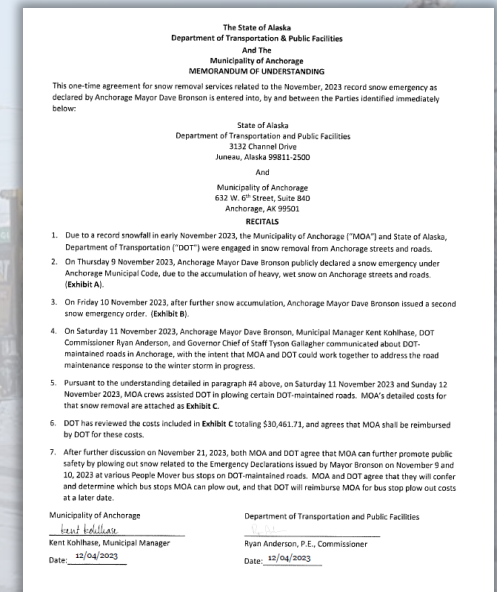 The State of Alaska
Department of Transportation & Public Facilities
And The
Municipality of Anchorage
MEMORANDUM OF UNDERSTANDING
This one-time agreement for snow removal services related to the November, 2023 record snow emergency as
declared by Anchorage Mayor Dave Bronson is entered into, by and between the Parties identified immediately
below:
State of Alaska
Department of Transportation and Public Facilities
3132 Channel Drive
Juneau, Alaska 99811-2500
And
Municipality of Anchorage
632 W. 6th Street, Suite 840
Anchorage, AK 99501
RECITALS
1. Due to a record snowfall in early November 2023, the Municipality of Anchorage ("MOA") and State of Alaska,
Department of Transportation ("DOT") were engaged in snow removal from Anchorage streets and roads.
2. On Thursday 9 November 2023, Anchorage Mayor Dave Bronson publicly declared a snow emergency under
Anchorage Municipal Code, due to the accumulation of heavy, wet snow on Anchorage streets and roads.
(Exhibit A).
3. On Friday 10 November 2023, after further snow accumulation, Anchorage Mayor Dave Bronson issued a second
snow emergency order. (Exhibit B).
4. On Saturday 11 November 2023, Anchorage Mayor Dave Bronson, Municipal Manager Kent Kohlhase, DOT
Commissioner Ryan Anderson, and Governor Chief of Staff Tyson Gallagher communicated about DOT-
maintained roads in Anchorage, with the intent that MOA and DOT could work together to address the road
maintenance response to the winter storm in progress.
5. Pursuant to the understanding detailed in paragraph #4 above, on Saturday 11 November 2023 and Sunday 12
November 2023, MOA crews assisted DOT in plowing certain DOT-maintained roads. MOA's detailed costs for
that snow removal are attached as Exhibit C.
6. DOT has reviewed the costs included in Exhibit C totaling $30,461.71, and agrees that MOA shall be reimbursed
by DOT for these costs.
7. After further discussion on November 21, 2023, both MOA and DOT agree that MOA can further promote public
safety by plowing out snow related to the Emergency Declarations issued by Mayor Bronson on November 9 and
10, 2023 at various People Mover bus stops on DOT-maintained roads. MOA and DOT agree that they will confer
and determine which bus stops MOA can plow out, and that DOT will reimburse MOA for bus stop plow out costs
at a later date.
Municipality of Anchorage
Department of Transportation and Public Facilities
kent kohlhase
Kent Kohlhase, Municipal Manager
Ryan Anderson, P.E., Commissioner
Date: 12/04/2023
Date: 12/04/2023